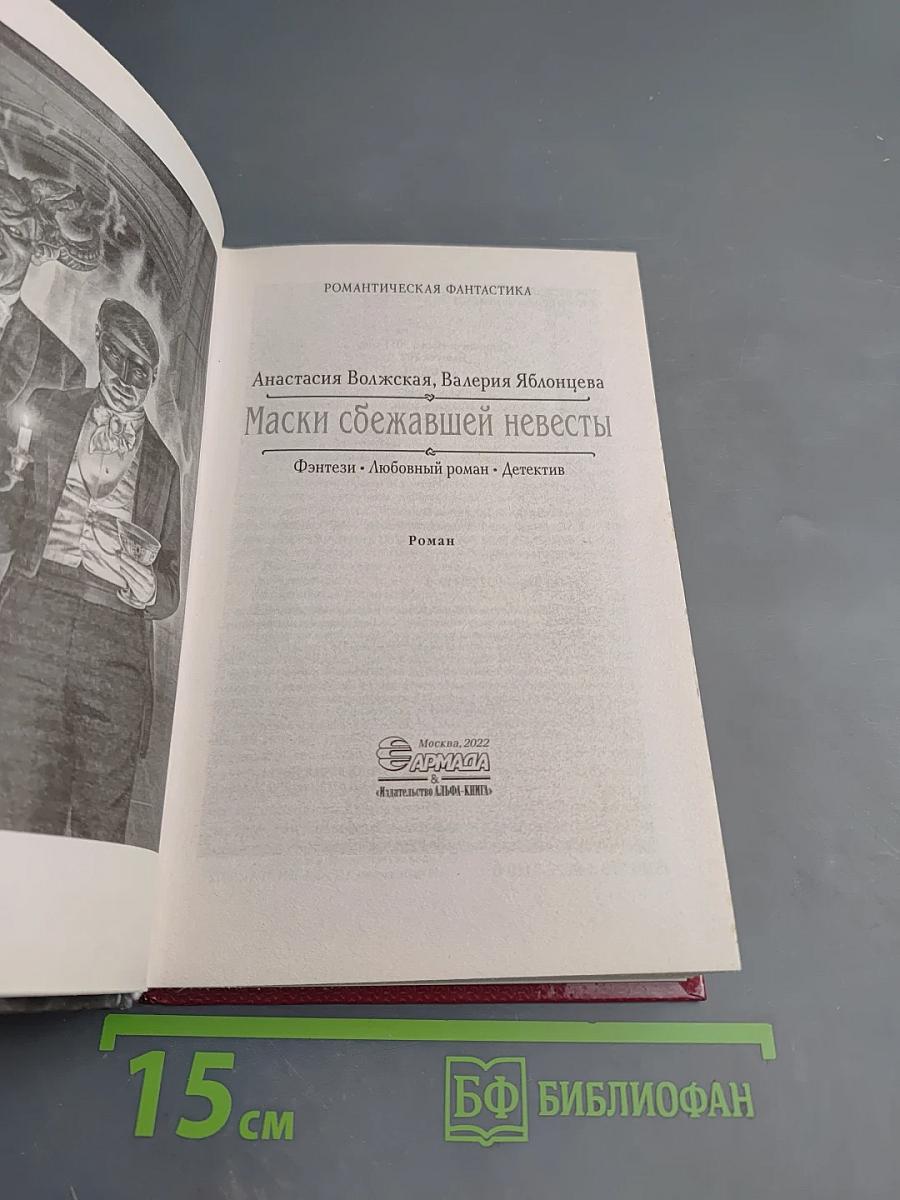 РОМАНТИЧЕСКАЯ ФАНТАСТИКА
Анастасия Волжская, Валерия Яблонцева
Маски сбежавшей невесты
Фэнтези • Любовный роман • Детектив
Роман
Москва, 2022
АРМАДА
&
«Издательство АЛЬФА-КНИГА»
15 см
БФ БИБЛИОФАН